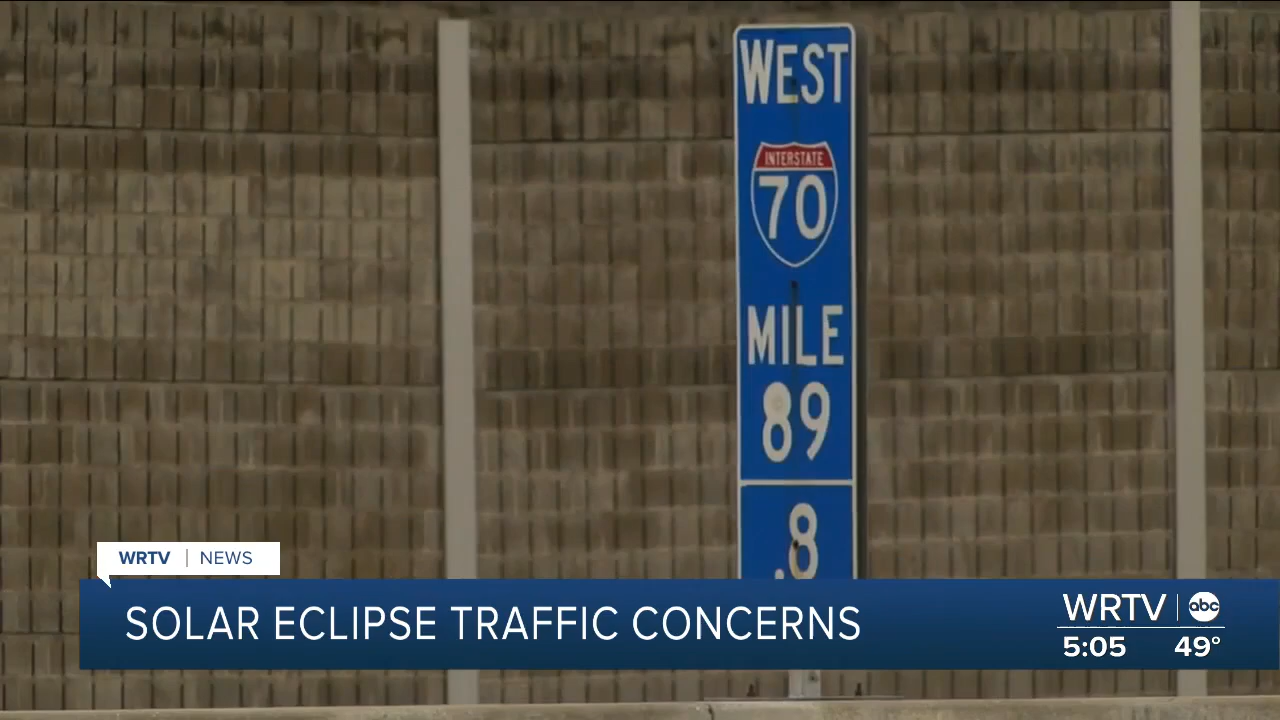 WEST
INTERSTATE
70
MILE
89
.8
WRTV | NEWS
SOLAR ECLIPSE TRAFFIC CONCERNS
WRTV | abc
5:05 49°